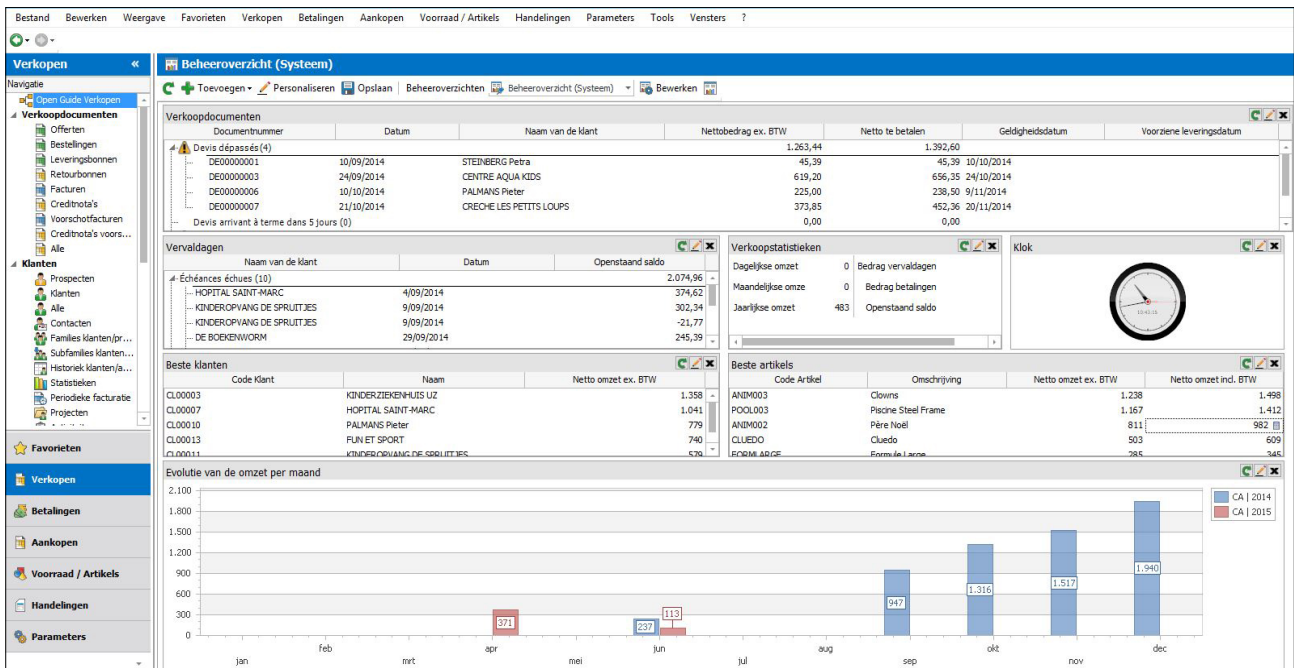 Bestand Bewerken Weergave Favorieten Verkopen Betalingen Aankopen Voorraad / Artikels Handelingen Parameters Tools Vensters ?
Verkopen «
Navigatie
Open Guide Verkopen
Verkoopdocumenten
Offerten
Bestellingen
Leveringsbonnen
Retourbonnen
Facturen
Creditnota's
Voorschotfacturen
Creditnota's voors...
Alle
Klanten
Prospecten
Klanten
Alle
Contacten
Families klanten/pr...
Subfamilies klanten...
Historiek klanten/a...
Statistieken
Periodieke facturatie
Projecten
Favorieten
Verkopen
Betalingen
Aankopen
Voorraad / Artikels
Handelingen
Parameters
Beheeroverzicht (Systeem)
Toevoegen Personaliseren Opslaan Beheeroverzichten Beheeroverzicht (Systeem) Bewerken
Verkoopdocumenten
Documentnummer Datum Naam van de klant Nettobedrag ex. BTW Netto te betalen Geldigheidsdatum Voorziene leveringsdatum
Devis dépassés(4) 1.263,44 1.392,60
DE00000001 10/09/2014 STEINBERG Petra 45,39 45,39 10/10/2014
DE00000003 24/09/2014 CENTRE AQUA KIDS 619,20 656,35 24/10/2014
DE00000006 10/10/2014 PALMANS Pieter 225,00 238,50 9/11/2014
DE00000007 21/10/2014 CRECHE LES PETITS LOUPS 373,85 452,36 20/11/2014
Devis arrivant à terme dans 5 jours (0) 0,00 0,00
Vervaldagen
Naam van de klant Datum Openstaand saldo
Échéances échues (10) 2.074,96
HOPITAL SAINT-MARC 4/09/2014 374,62
KINDEROPVANG DE SPRUITJES 9/09/2014 302,34
KINDEROPVANG DE SPRUITJES 9/09/2014 -21,77
DE BOEKENWORM 29/09/2014 245,39
Verkoopstatistieken
Dagelijkse omzet 0 Bedrag vervaldagen
Maandelijkse omze 0 Bedrag betalingen
Jaarlijkse omzet 483 Openstaand saldo
Klok
Beste klanten
Code Klant Naam Netto omzet ex. BTW
CL00003 KINDERZIEKENHUIS UZ 1.358
CL00007 HOPITAL SAINT-MARC 1.041
CL00010 PALMANS Pieter 779
CL00013 FUN ET SPORT 740
CL00011 KINDEROPVANG DE SPRUITJES 579
Beste artikels
Code Artikel Omschrijving Netto omzet ex. BTW Netto omzet incl. BTW
ANIM003 Clowns 1.238 1.498
POOL003 Piscine Steel Frame 1.167 1.412
ANIM002 Père Noël 811 982
CLUEDO Cluedo 503 609
FORMLARGE Formule Large 285 345
Evolutie van de omzet per maand
2.100
1.800
1.500
1.200
900
600
300
0
371
237
113
947
1.316
1.517
1.940
jan feb mrt apr mei jun jul aug sep okt nov dec
CA | 2014
CA | 2015